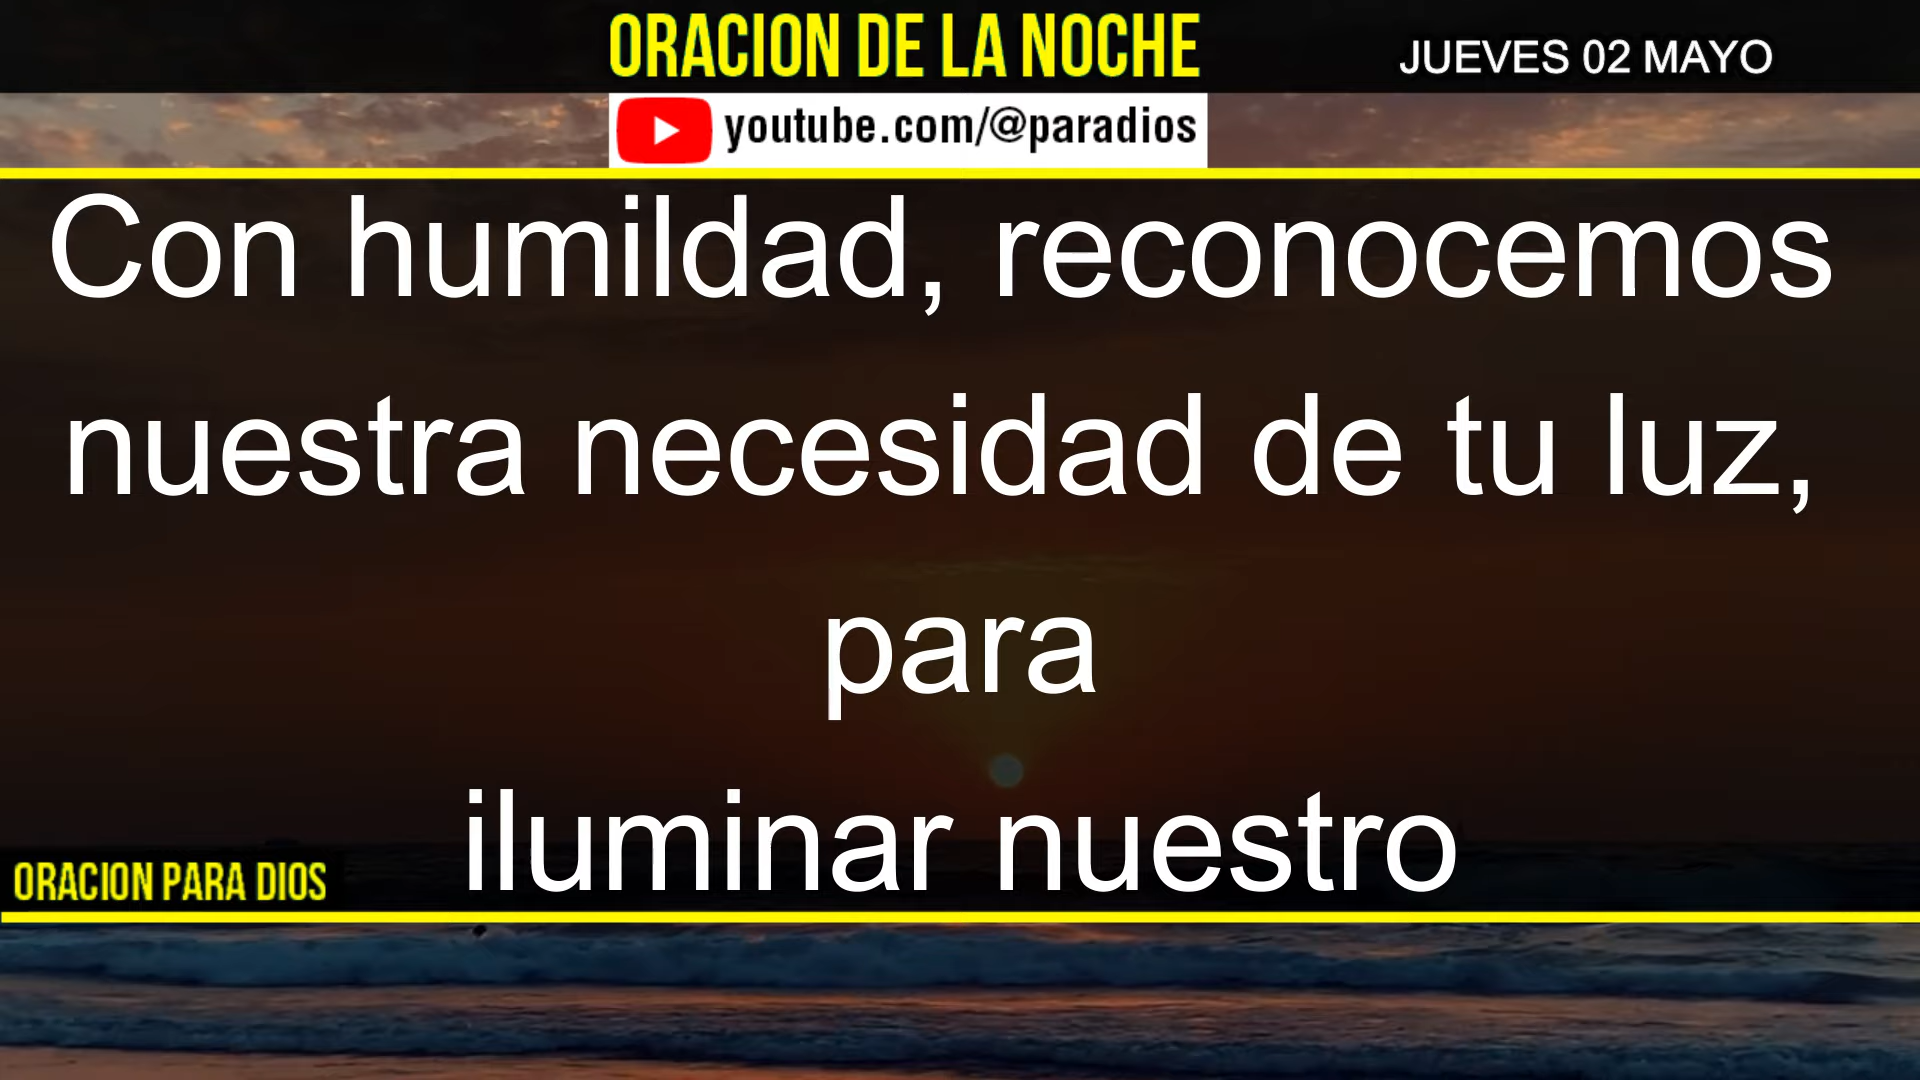 ORACION DE LA NOCHE
JUEVES 02 MAYO
youtube.com/@paradios
Con humildad, reconocemos
nuestra necesidad de tu luz,
para
iluminar nuestro
ORACION PARA DIOS